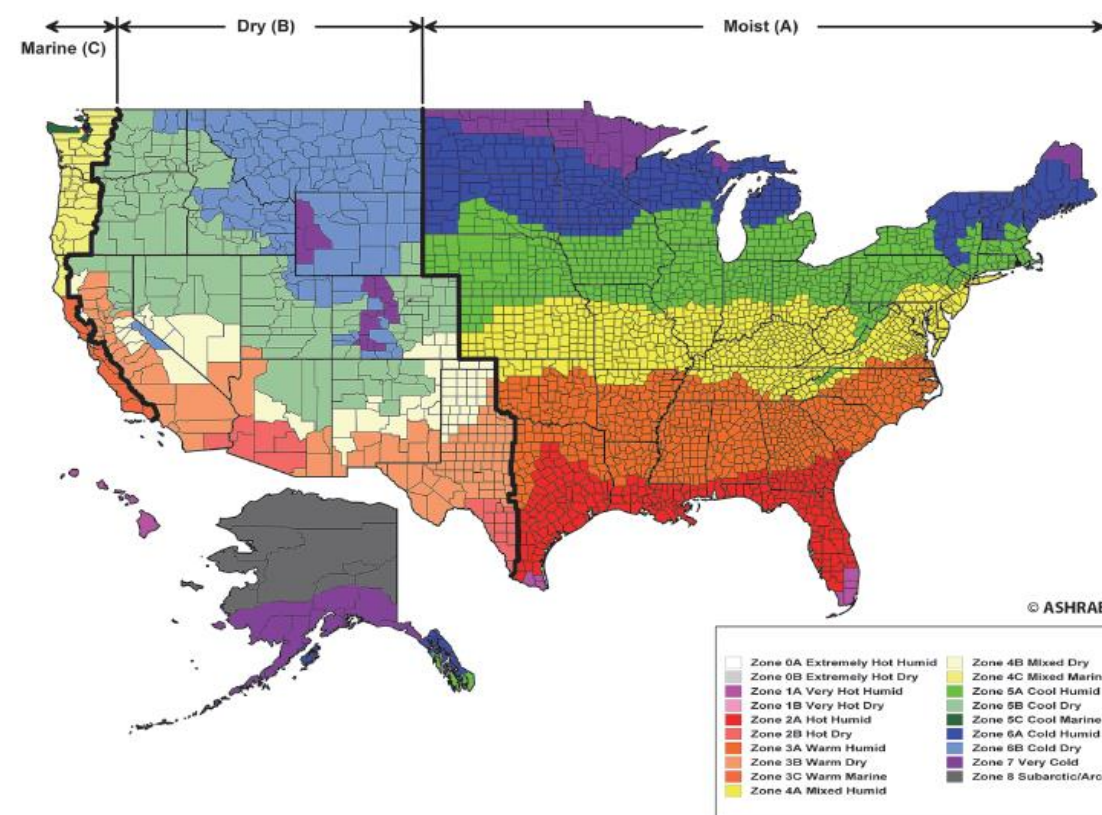 Marine (C)
Dry (B)
Moist (A)
© ASHRAE
Zone 0A Extremely Hot Humid
Zone 0B Extremely Hot Dry
Zone 1A Very Hot Humid
Zone 1B Very Hot Dry
Zone 2A Hot Humid
Zone 2B Hot Dry
Zone 3A Warm Humid
Zone 3B Warm Dry
Zone 3C Warm Marine
Zone 4A Mixed Humid
Zone 4B Mixed Dry
Zone 4C Mixed Marin
Zone 5A Cool Humid
Zone 5B Cool Dry
Zone 5C Cool Marine
Zone 6A Cold Humid
Zone 6B Cold Dry
Zone 7 Very Cold
Zone 8 Subarctic/Arc